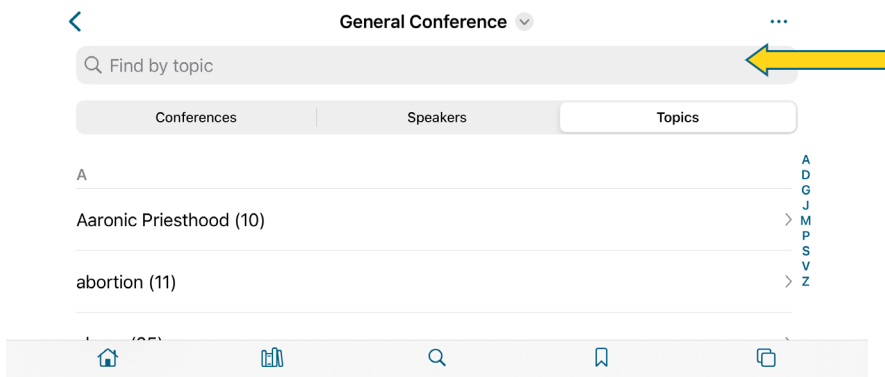 General Conference
Find by topic
Conferences
Speakers
Topics
A
Aaronic Priesthood (10)
abortion (11)
A
D
G
J
M
P
S
V
Z